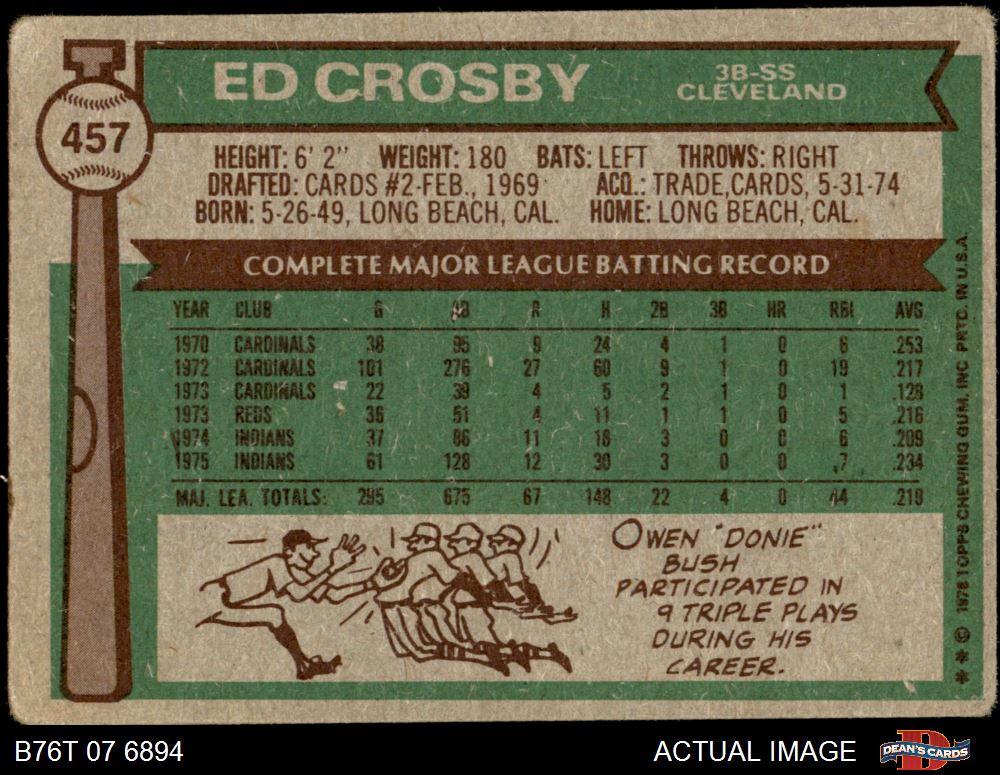 457
ED CROSBY
3B-SS
CLEVELAND
HEIGHT: 6' 2" WEIGHT: 180 BATS: LEFT THROWS: RIGHT
DRAFTED: CARDS #2-FEB., 1969 ACQ.: TRADE, CARDS, 5-31-74
BORN: 5-26-49, LONG BEACH, CAL. HOME: LONG BEACH, CAL.
COMPLETE MAJOR LEAGUE BATTING RECORD
YEAR CLUB G AB R H 2B 3B HR RBI AVG
1970 CARDINALS 38 95 9 24 4 1 0 6 .253
1972 CARDINALS 101 276 27 60 9 1 0 19 .217
1973 CARDINALS 22 39 4 5 2 1 0 1 .128
1973 REDS 36 51 4 11 1 1 0 5 .216
1974 INDIANS 37 86 11 18 3 0 0 6 .209
1975 INDIANS 61 128 12 30 3 0 0 7 .234
MAJ. LEA. TOTALS: 295 675 67 148 22 4 0 44 .219
OWEN "DONIE"
BUSH
PARTICIPATED IN
9 TRIPLE PLAYS
DURING HIS
CAREER.
** © 1976 TOPPS CHEWING GUM, INC PRTD. IN U.S.A.
B76T 07 6894
ACTUAL IMAGE
DEAN'S CARDS